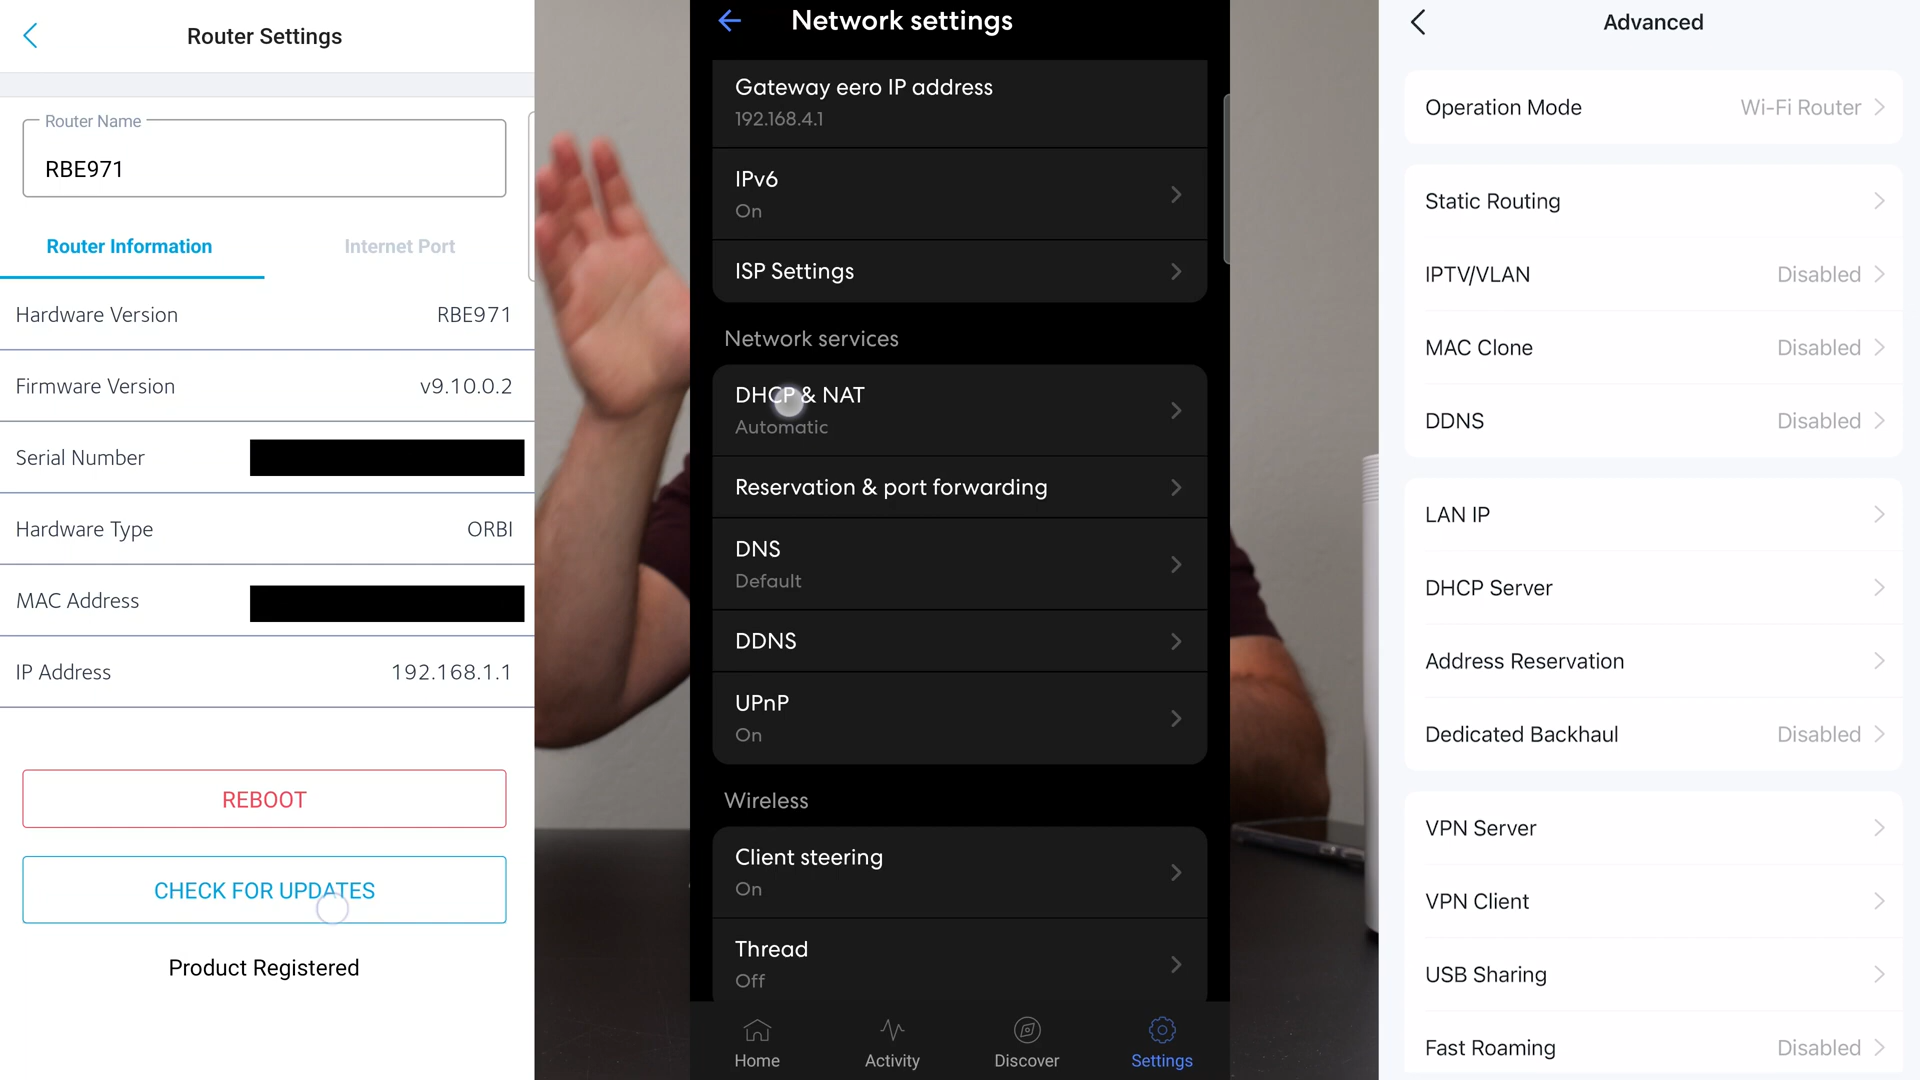 Router Settings
Router Name
RBE971
Router Information
Internet Port
Hardware Version
RBE971
Firmware Version
v9.10.0.2
Serial Number
Hardware Type
ORBI
MAC Address
IP Address
192.168.1.1
REBOOT
CHECK FOR UPDATES
Product Registered
Network settings
Gateway eero IP address
192.168.4.1
IPv6
On
ISP Settings
Network services
DHCP & NAT
Automatic
Reservation & port forwarding
DNS
Default
DDNS
UPnP
On
Wireless
Client steering
On
Thread
Off
Home
Activity
Discover
Settings
Advanced
Operation Mode
Wi-Fi Router
Static Routing
IPTV/VLAN
Disabled
MAC Clone
Disabled
DDNS
Disabled
LAN IP
DHCP Server
Address Reservation
Dedicated Backhaul
Disabled
VPN Server
VPN Client
USB Sharing
Fast Roaming
Disabled